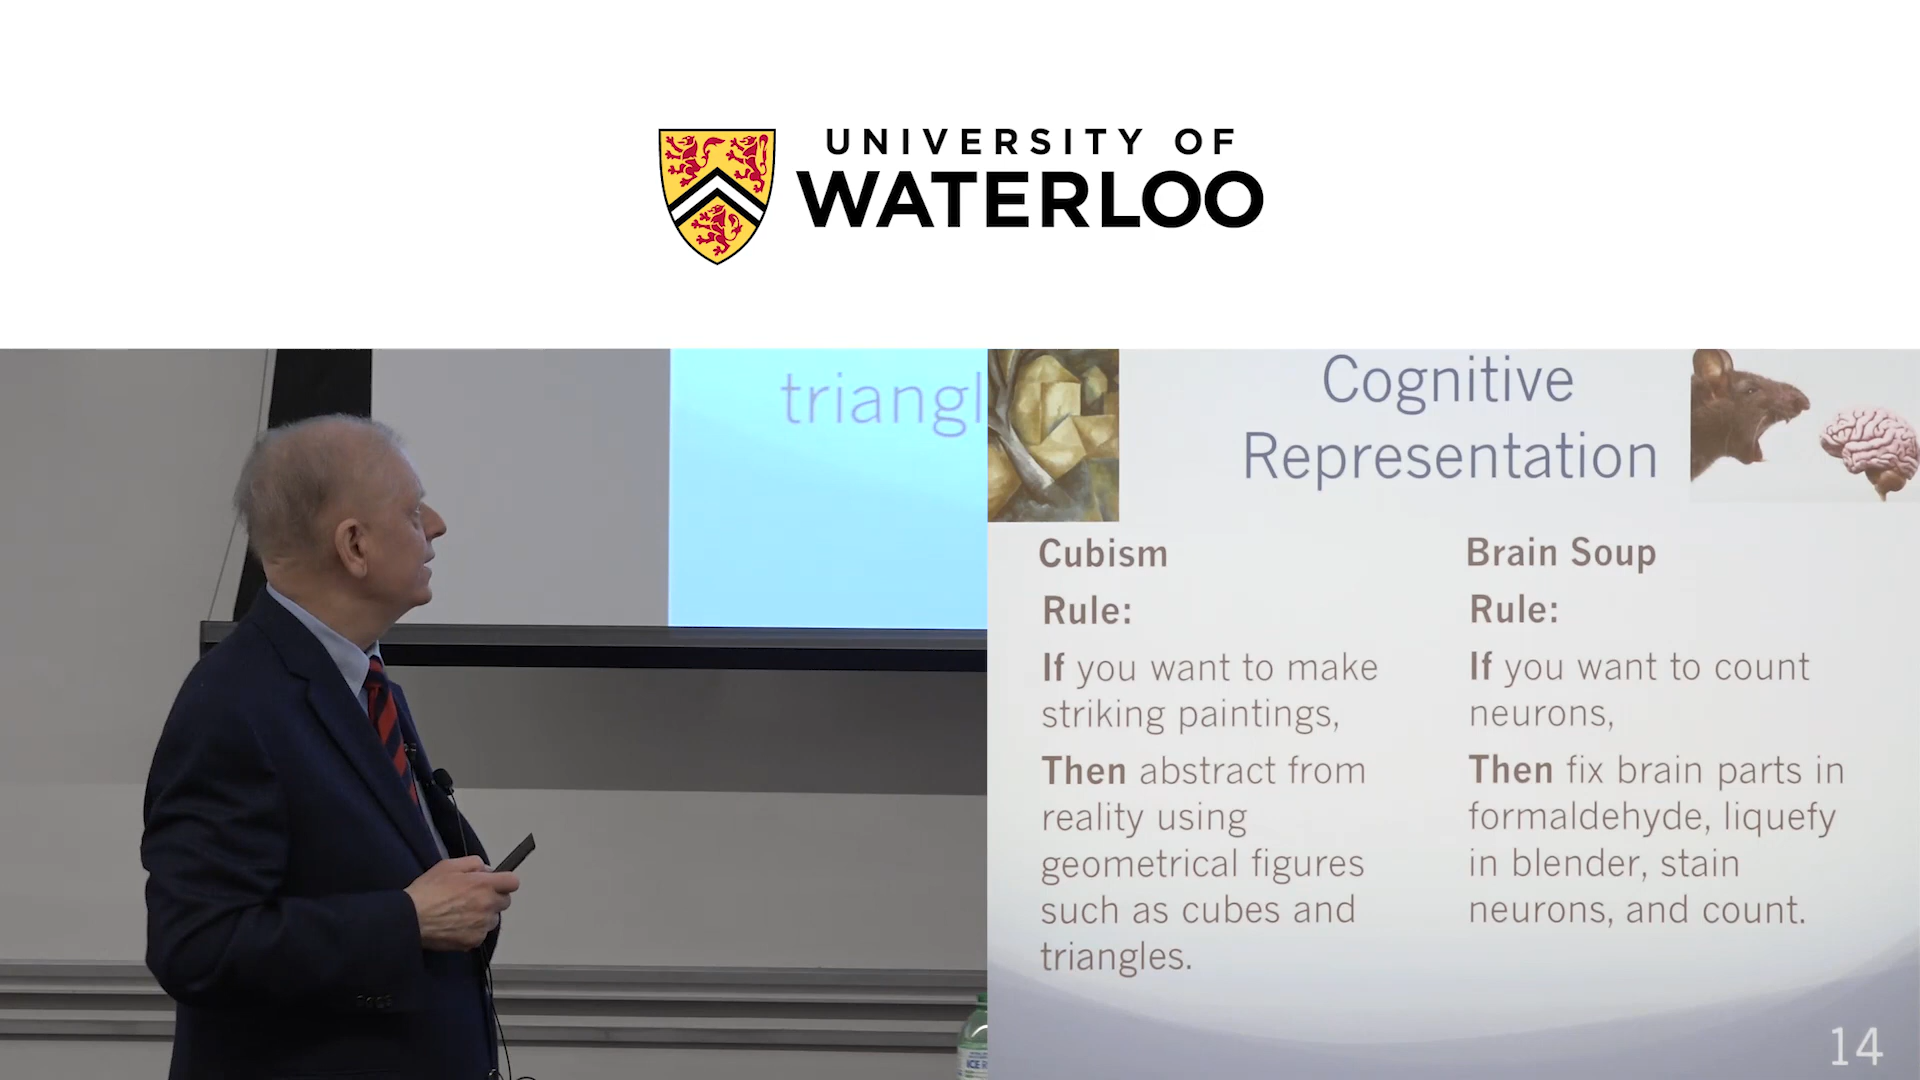 UNIVERSITY OF
WATERLOO
triangl
Cognitive
Representation
Cubism
Rule:
If you want to make
striking paintings,
Then abstract from
reality using
geometrical figures
such as cubes and
triangles.
Brain Soup
Rule:
If you want to count
neurons,
Then fix brain parts in
formaldehyde, liquefy
in blender, stain
neurons, and count.
14